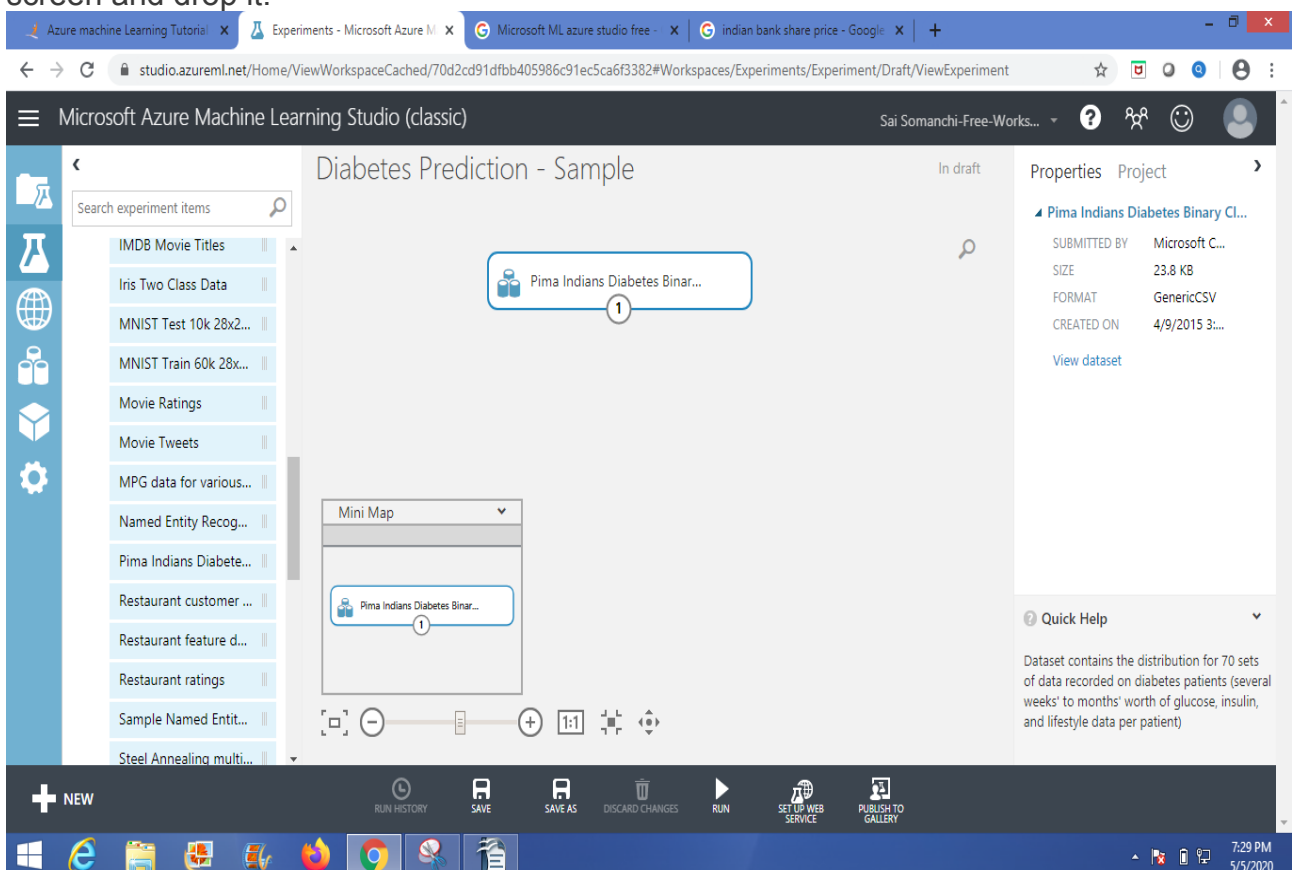 screen and drop it.
Azure machine Learning Tutorial
Experiments - Microsoft Azure M
Microsoft ML azure studio free -
indian bank share price - Google
studio.azureml.net/Home/ViewWorkspaceCached/70d2cd91dfbb405986c91ec5ca6f3382#Workspaces/Experiments/Experiment/Draft/ViewExperiment
Microsoft Azure Machine Learning Studio (classic)
Sai Somanchi-Free-Works...
Search experiment items
IMDB Movie Titles
Iris Two Class Data
MNIST Test 10k 28x2...
MNIST Train 60k 28x...
Movie Ratings
Movie Tweets
MPG data for various...
Named Entity Recog...
Pima Indians Diabete...
Restaurant customer ...
Restaurant feature d...
Restaurant ratings
Sample Named Entit...
Steel Annealing multi...
Diabetes Prediction - Sample
In draft
Pima Indians Diabetes Binar...
1
Mini Map
Pima Indians Diabetes Binar...
1
1:1
Properties Project
Pima Indians Diabetes Binary Cl...
SUBMITTED BY Microsoft C...
SIZE 23.8 KB
FORMAT GenericCSV
CREATED ON 4/9/2015 3:...
View dataset
Quick Help
Dataset contains the distribution for 70 sets
of data recorded on diabetes patients (several
weeks' to months' worth of glucose, insulin,
and lifestyle data per patient)
NEW
RUN HISTORY
SAVE
SAVE AS
DISCARD CHANGES
RUN
SET UP WEB
SERVICE
PUBLISH TO
GALLERY
7:29 PM
5/5/2020